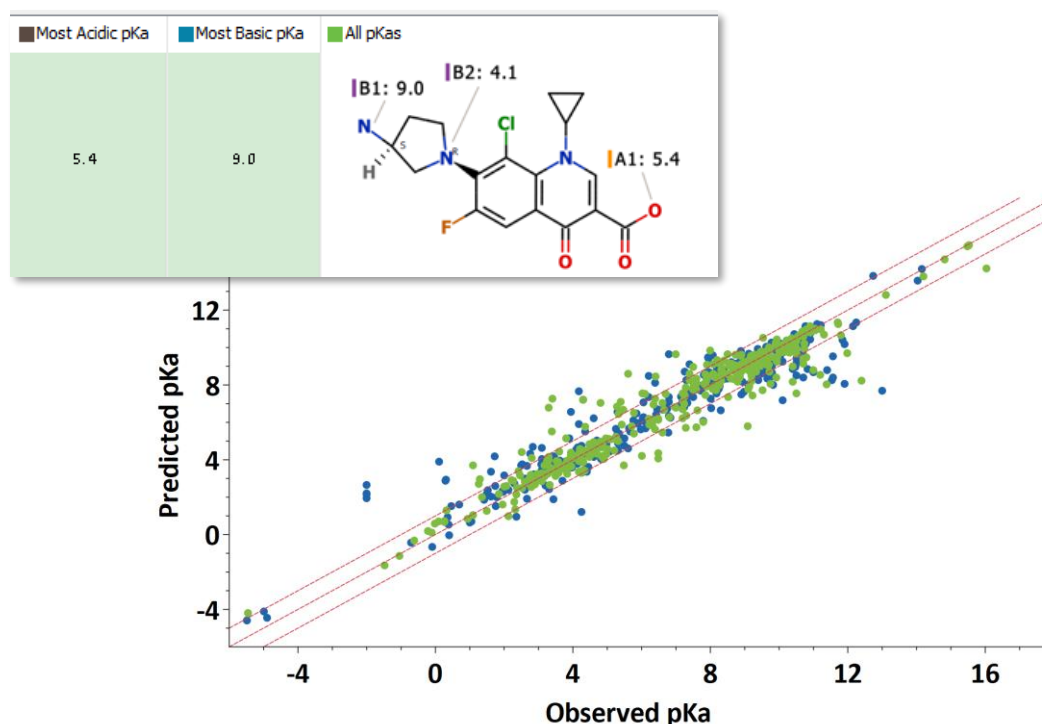 Most Acidic pKa Most Basic pKa All pKas
B1: 9.0
B2: 4.1
N
S
H
N
R
Cl
N
A1: 5.4
5.4
9.0
F
O
O
O
12
8
4
0
-4
Predicted pKa
-4 0 4 8 12 16
Observed pKa